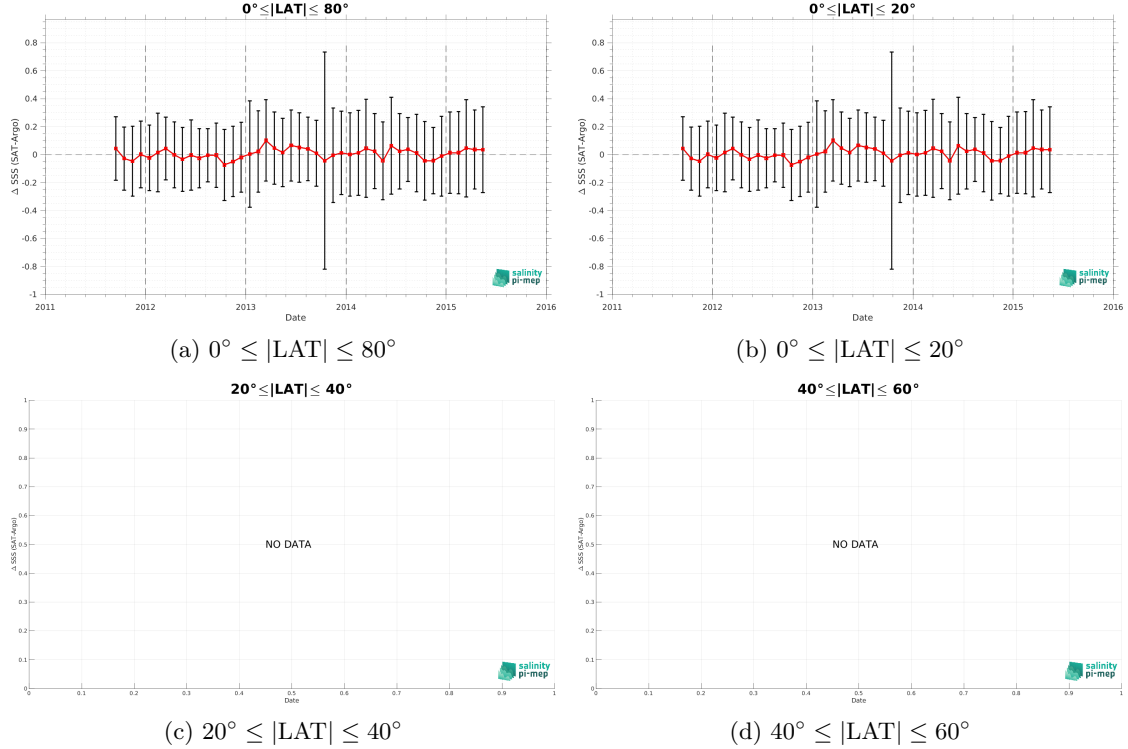 0°≤|LAT|≤ 80°
0.8
0.6
0.4
0.2
0
-0.2
-0.4
-0.6
-0.8
-1
Δ SSS (SAT-Argo)
2011 2012 2013 2014 2015 2016
Date
salinity
pi-mep
(a) 0° ≤ |LAT| ≤ 80°
0°≤|LAT|≤ 20°
0.8
0.6
0.4
0.2
0
-0.2
-0.4
-0.6
-0.8
-1
Δ SSS (SAT-Argo)
2011 2012 2013 2014 2015 2016
Date
salinity
pi-mep
(b) 0° ≤ |LAT| ≤ 20°
20°≤|LAT|≤ 40°
1
0.9
0.8
0.7
0.6
0.5
0.4
0.3
0.2
0.1
0
Δ SSS (SAT-Argo)
NO DATA
0 0.1 0.2 0.3 0.4 0.5 0.6 0.7 0.8 0.9 1
Date
salinity
pi-mep
(c) 20° ≤ |LAT| ≤ 40°
40°≤|LAT|≤ 60°
1
0.9
0.8
0.7
0.6
0.5
0.4
0.3
0.2
0.1
0
Δ SSS (SAT-Argo)
NO DATA
0 0.1 0.2 0.3 0.4 0.5 0.6 0.7 0.8 0.9 1
Date
salinity
pi-mep
(d) 40° ≤ |LAT| ≤ 60°